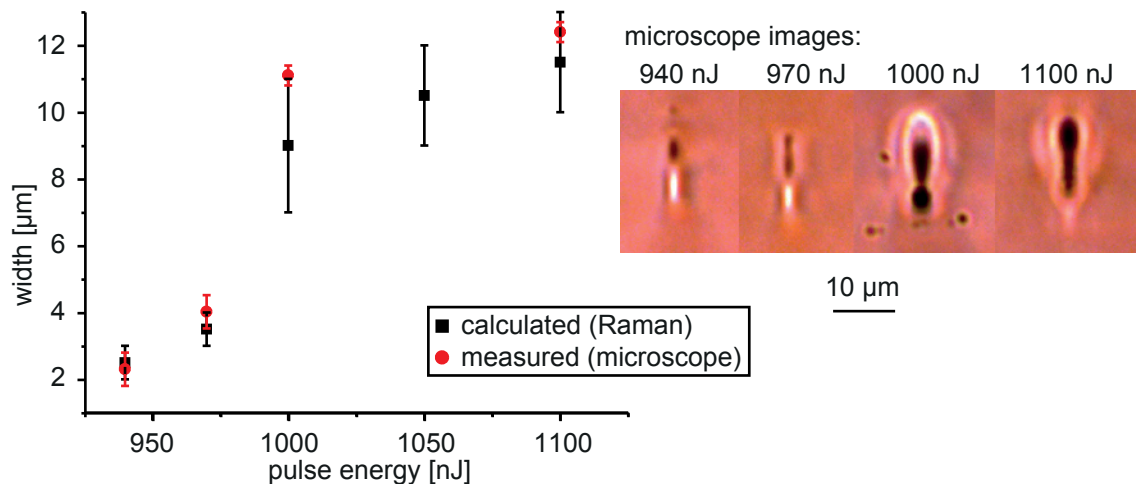 12
10
8
6
4
2
width [µm]
950
1000
1050
1100
pulse energy [nJ]
calculated (Raman)
measured (microscope)
microscope images:
940 nJ 970 nJ 1000 nJ 1100 nJ
10 µm